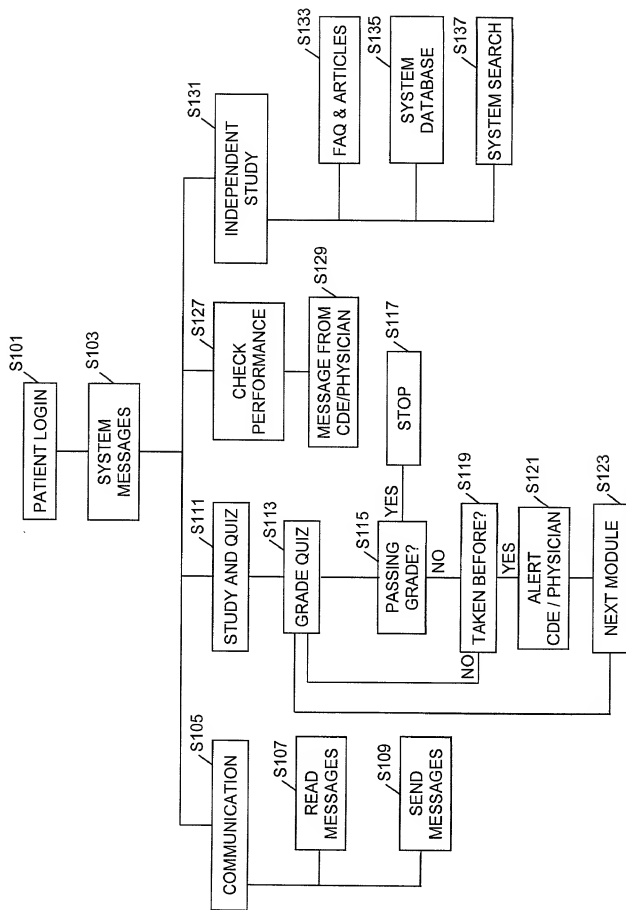 S101
PATIENT LOGIN
S103
SYSTEM
MESSAGES
S105
COMMUNICATION
S107
READ
MESSAGES
S109
SEND
MESSAGES
S111
STUDY AND QUIZ
S113
GRADE QUIZ
S115
PASSING
GRADE?
YES
S117
STOP
NO
S119
TAKEN BEFORE?
NO
YES
S121
ALERT
CDE / PHYSICIAN
S123
NEXT MODULE
S127
CHECK
PERFORMANCE
S129
MESSAGE FROM
CDE/PHYSICIAN
S131
INDEPENDENT
STUDY
S133
FAQ & ARTICLES
S135
SYSTEM
DATABASE
S137
SYSTEM SEARCH